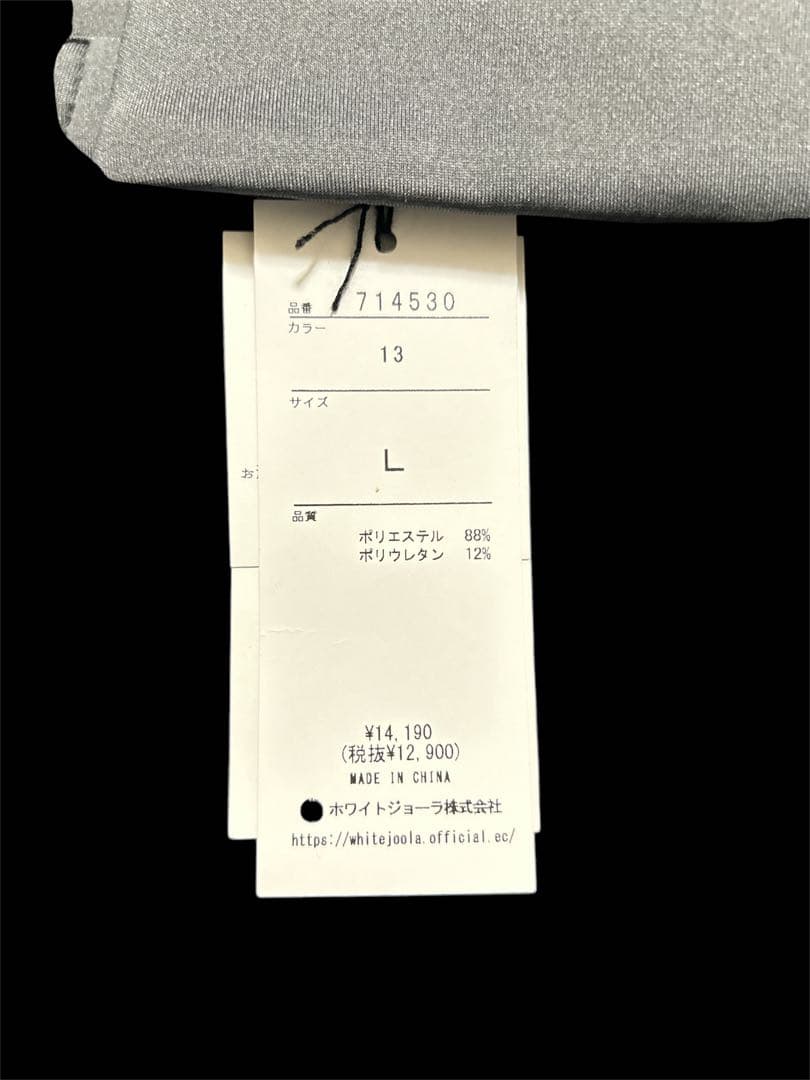 品番 714530
カラー
13
サイズ
L
品質
ポリエステル 88%
ポリウレタン 12%
¥14,190
(税抜¥12,900)
MADE IN CHINA
ホワイトジョーラ株式会社
https://whitejoola.official.ec/
お